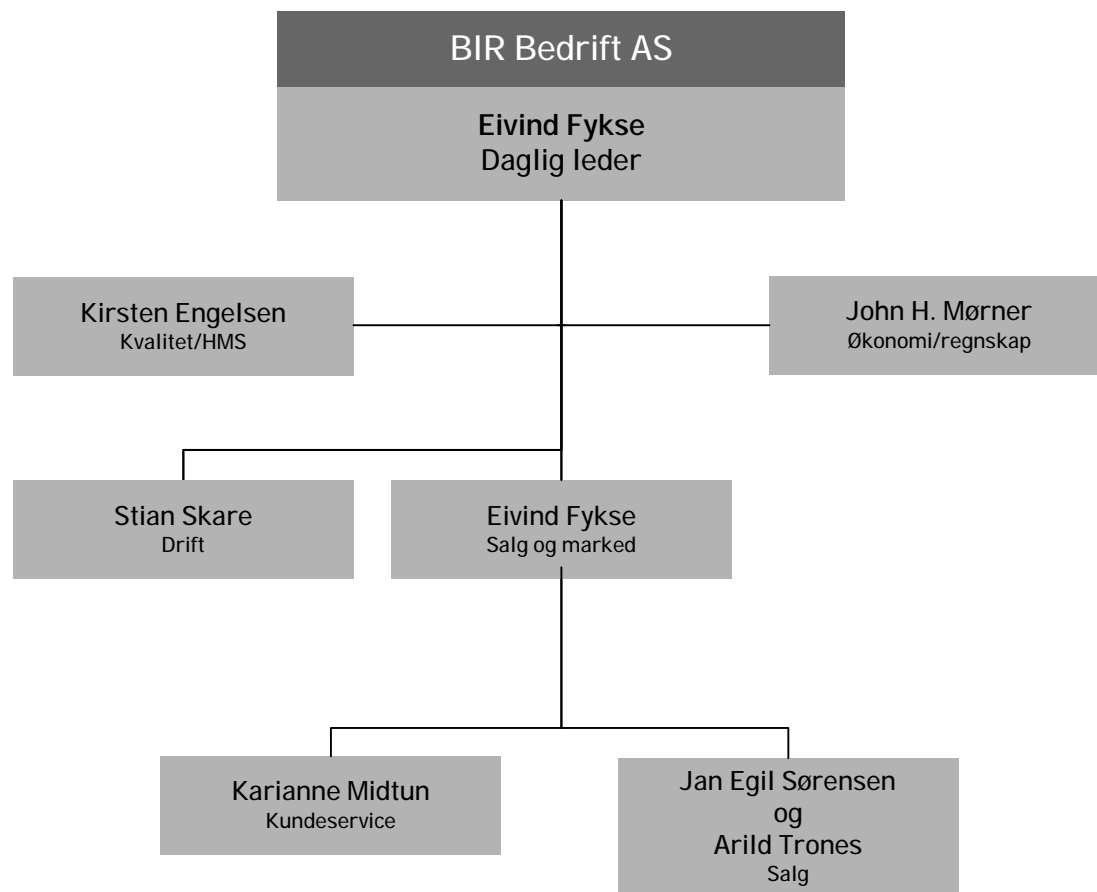 BIR Bedrift AS
Eivind Fykse
Daglig leder
Kirsten Engelsen
Kvalitet/HMS
John H. Mørner
Økonomi/regnskap
Stian Skare
Drift
Eivind Fykse
Salg og marked
Karianne Midtun
Kundeservice
Jan Egil Sørensen
og
Arild Trones
Salg